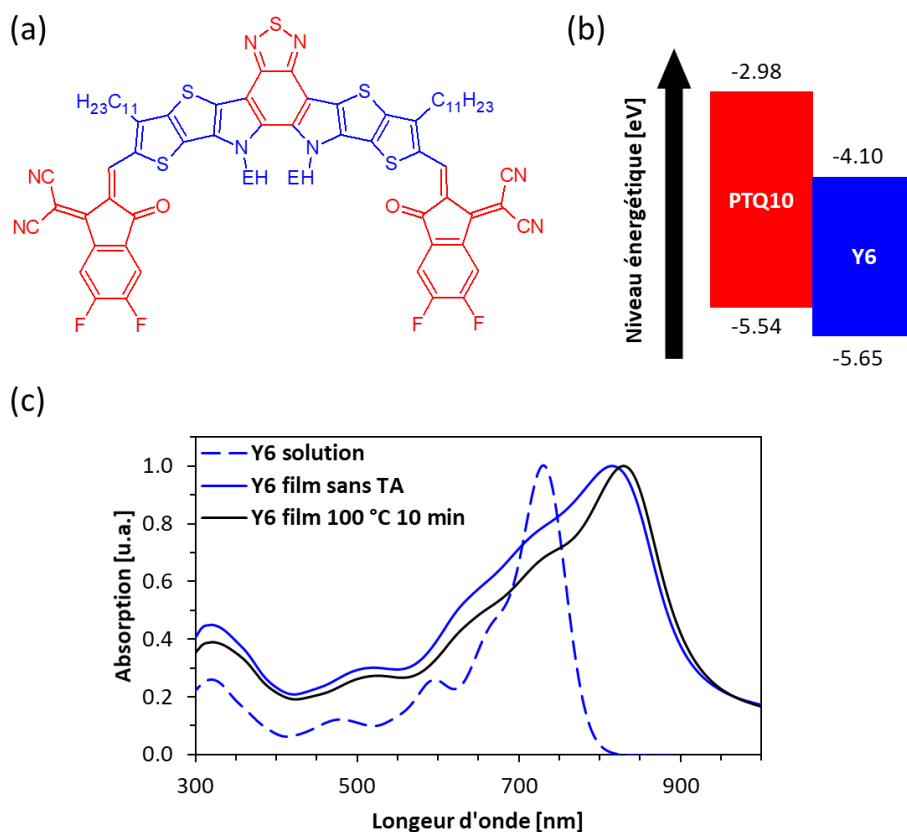 (a)
S
N N
H23C11 S S C11H23
S N N S
EH EH
NC O O CN
NC CN
F F F F
(b)
Niveau énergétique [eV]
-2.98
-4.10
PTQ10
Y6
-5.54
-5.65
(c)
Absorption [u.a.]
1.0
0.8
0.6
0.4
0.2
0.0
Y6 solution
Y6 film sans TA
Y6 film 100 °C 10 min
300 500 700 900
Longeur d'onde [nm]